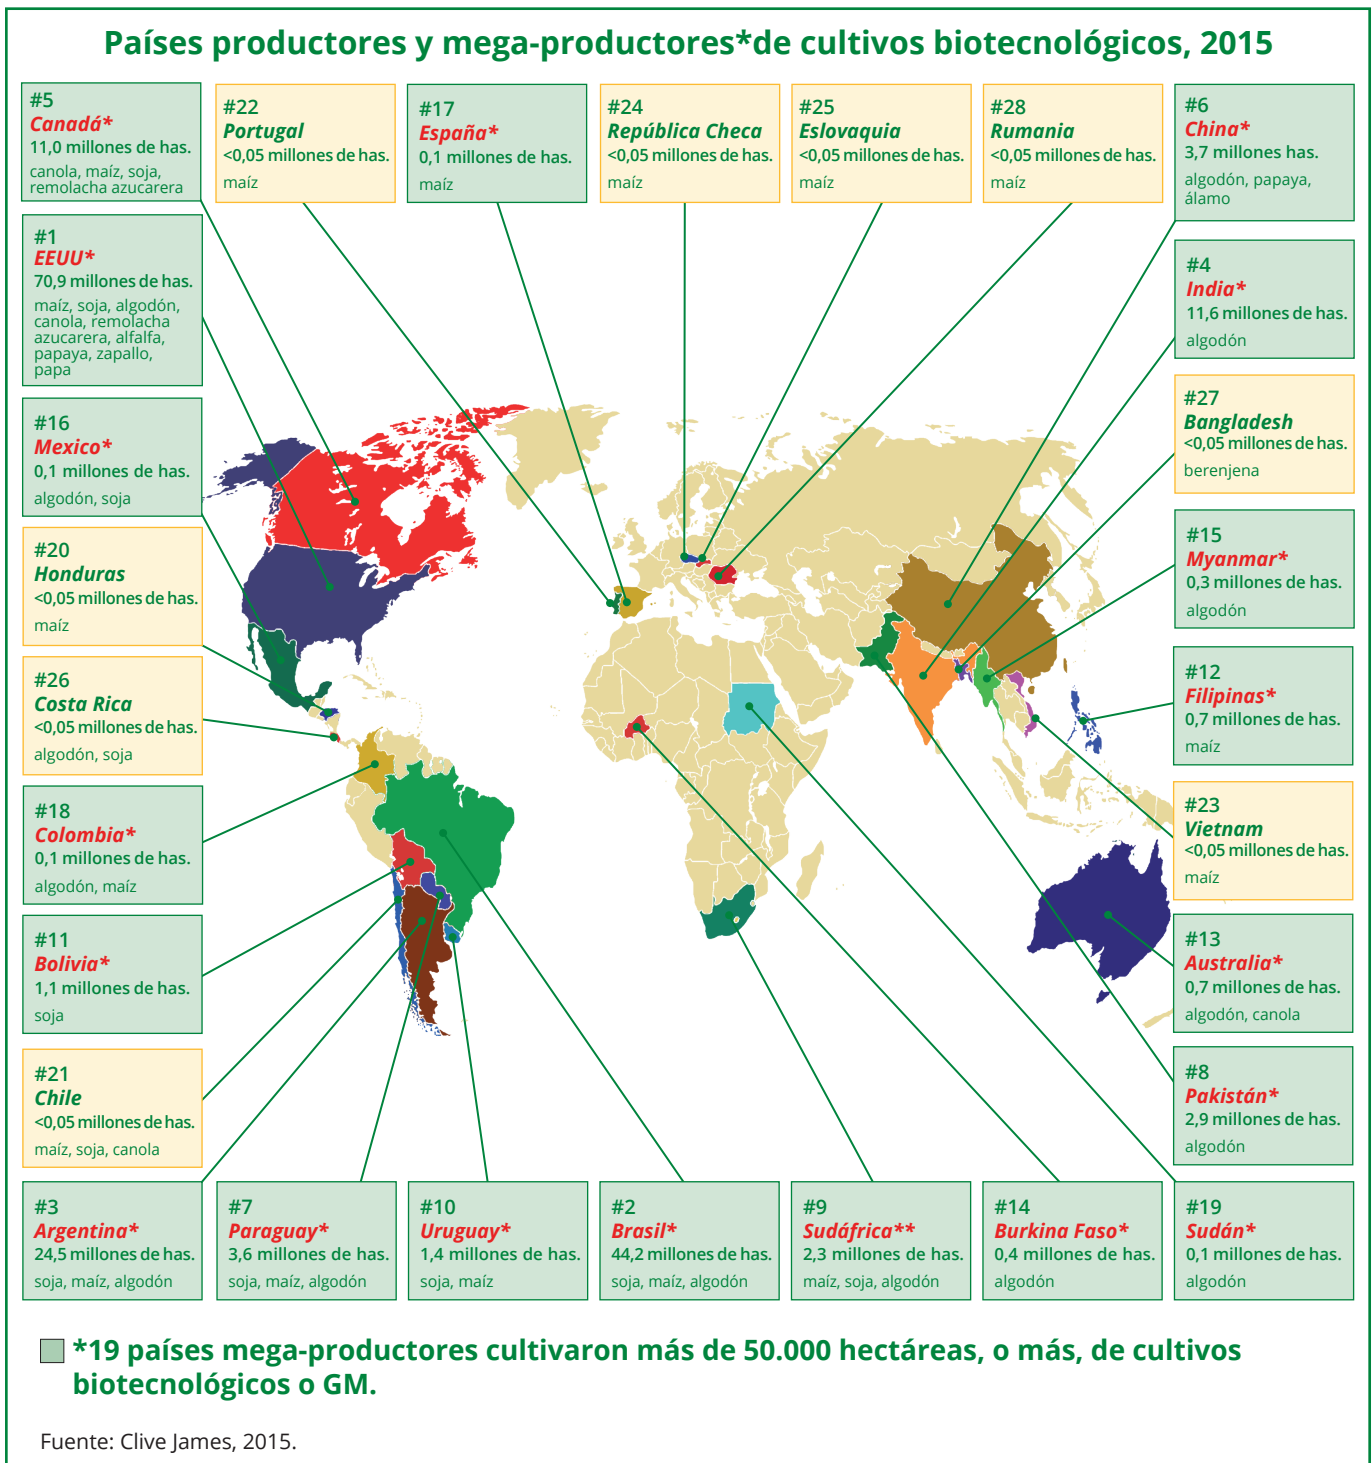 Países productores y mega-productores*de cultivos biotecnológicos, 2015
#5
Canadá*
11,0 millones de has.
canola, maíz, soja,
remolacha azucarera
#22
Portugal
<0,05 millones de has.
maíz
#17
España*
0,1 millones de has.
maíz
#24
República Checa
<0,05 millones de has.
maíz
#25
Eslovaquia
<0,05 millones de has.
maíz
#28
Rumania
<0,05 millones de has.
maíz
#6
China*
3,7 millones has.
algodón, papaya,
álamo
#1
EEUU*
70,9 millones de has.
maíz, soja, algodón,
canola, remolacha
azucarera, alfalfa,
papaya, zapallo,
papa
#4
India*
11,6 millones de has.
algodón
#16
Mexico*
0,1 millones de has.
algodón, soja
#27
Bangladesh
<0,05 millones de has.
berenjena
#20
Honduras
<0,05 millones de has.
maíz
#15
Myanmar*
0,3 millones de has.
algodón
#26
Costa Rica
<0,05 millones de has.
algodón, soja
#12
Filipinas*
0,7 millones de has.
maíz
#18
Colombia*
0,1 millones de has.
algodón, maíz
#23
Vietnam
<0,05 millones de has.
maíz
#11
Bolivia*
1,1 millones de has.
soja
#13
Australia*
0,7 millones de has.
algodón, canola
#21
Chile
<0,05 millones de has.
maíz, soja, canola
#8
Pakistán*
2,9 millones de has.
algodón
#3
Argentina*
24,5 millones de has.
soja, maíz, algodón
#7
Paraguay*
3,6 millones de has.
soja, maíz, algodón
#10
Uruguay*
1,4 millones de has.
soja, maíz
#2
Brasil*
44,2 millones de has.
soja, maíz, algodón
#9
Sudáfrica**
2,3 millones de has.
maíz, soja, algodón
#14
Burkina Faso*
0,4 millones de has.
algodón
#19
Sudán*
0,1 millones de has.
algodón
*19 países mega-productores cultivaron más de 50.000 hectáreas, o más, de cultivos
biotecnológicos o GM.
Fuente: Clive James, 2015.